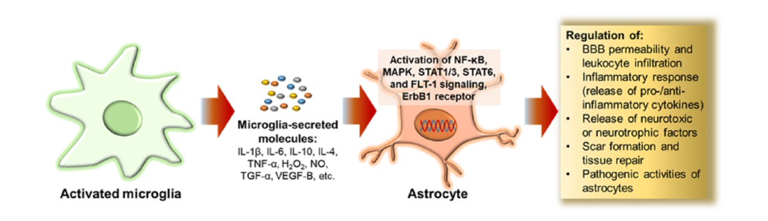 Activated microglia
Microglia-secreted
molecules:
IL-1β, IL-6, IL-10, IL-4,
TNF-α, H₂O₂, NO,
TGF-α, VEGF-B, etc.
Activation of NF-κB,
MAPK, STAT1/3, STAT6,
and FLT-1 signaling,
ErbB1 receptor
Astrocyte
Regulation of:
• BBB permeability and
leukocyte infiltration
• Inflammatory response
(release of pro-/anti-
inflammatory cytokines)
• Release of neurotoxic
or neurotrophic factors
• Scar formation and
tissue repair
• Pathogenic activities of
astrocytes